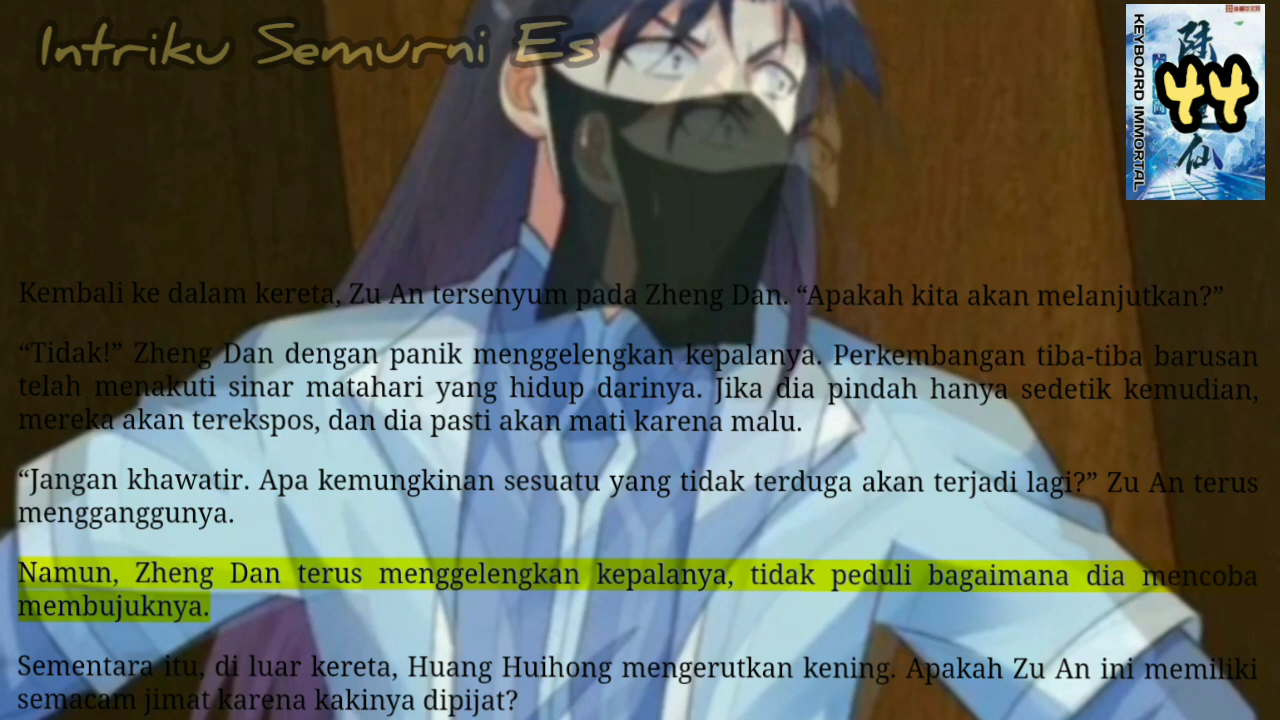 Intriku Semurni Es
44
KEYBOARD IMMORTAL
仙
Kembali ke dalam kereta, Zu An tersenyum pada Zheng Dan. “Apakah kita akan melanjutkan?”
“Tidak!” Zheng Dan dengan panik menggelengkan kepalanya. Perkembangan tiba-tiba barusan
telah menakuti sinar matahari yang hidup darinya. Jika dia pindah hanya sedetik kemudian,
mereka akan terekspos, dan dia pasti akan mati karena malu.
“Jangan khawatir. Apa kemungkinan sesuatu yang tidak terduga akan terjadi lagi?” Zu An terus
mengganggunya.
Namun, Zheng Dan terus menggelengkan kepalanya, tidak peduli bagaimana dia mencoba
membujuknya.
Sementara itu, di luar kereta, Huang Huihong mengerutkan kening. Apakah Zu An ini memiliki
semacam jimat karena kakinya dipijat?